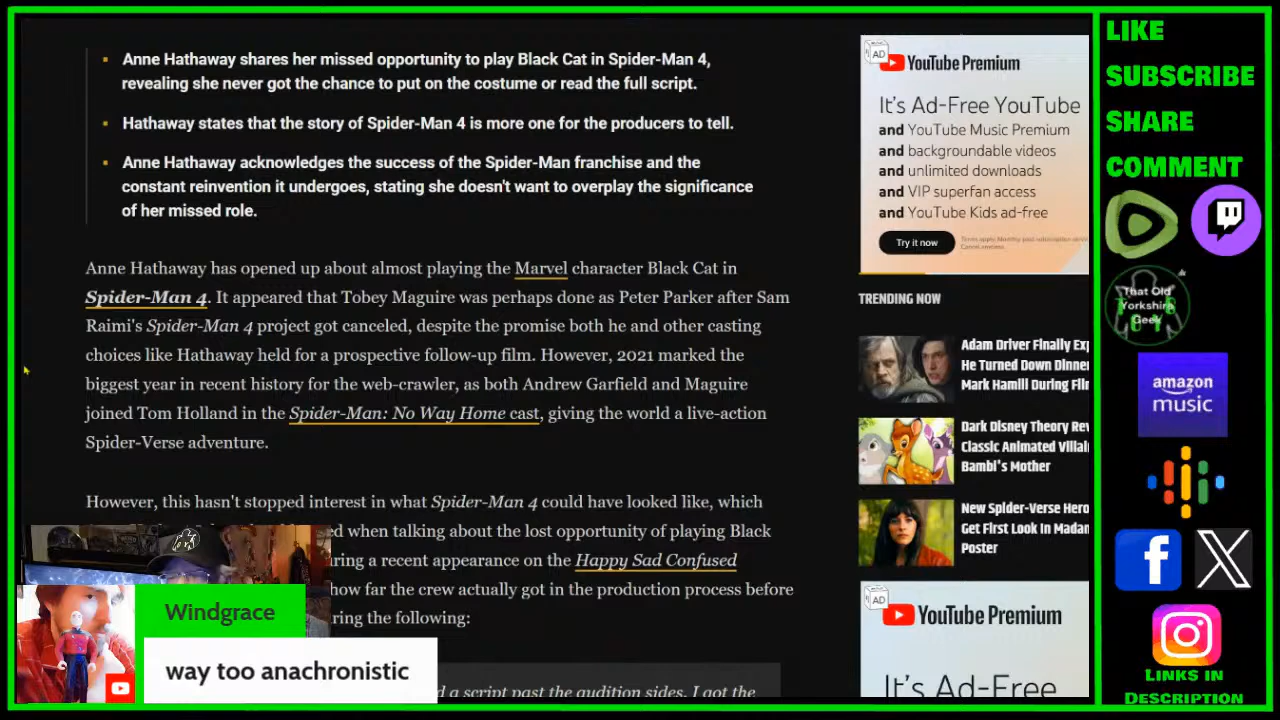 Anne Hathaway shares her missed opportunity to play Black Cat in Spider-Man 4,
revealing she never got the chance to put on the costume or read the full script.
Hathaway states that the story of Spider-Man 4 is more one for the producers to tell.
Anne Hathaway acknowledges the success of the Spider-Man franchise and the
constant reinvention it undergoes, stating she doesn't want to overplay the significance
of her missed role.
Anne Hathaway has opened up about almost playing the Marvel character Black Cat in
Spider-Man 4. It appeared that Tobey Maguire was perhaps done as Peter Parker after Sam
Raimi's Spider-Man 4 project got canceled, despite the promise both he and other casting
choices like Hathaway held for a prospective follow-up film. However, 2021 marked the
biggest year in recent history for the web-crawler, as both Andrew Garfield and Maguire
joined Tom Holland in the Spider-Man: No Way Home cast, giving the world a live-action
Spider-Verse adventure.
However, this hasn't stopped interest in what Spider-Man 4 could have looked like, which
ed when talking about the lost opportunity of playing Black
ring a recent appearance on the Happy Sad Confused
how far the crew actually got in the production process before
ring the following:
d a script past the audition sides. I got the
Windgrace
way too anachronistic
AD
YouTube Premium
It's Ad-Free YouTube
and YouTube Music Premium
and backgroundable videos
and unlimited downloads
and VIP superfan access
and YouTube Kids ad-free
Try it now
TRENDING NOW
Adam Driver Finally Exp
He Turned Down Dinner
Mark Hamill During Fil
Dark Disney Theory Rev
Classic Animated Villai
Bambi's Mother
New Spider-Verse Hero
Get First Look In Madan
Poster
AD
YouTube Premium
It's Ad-Free
LIKE
SUBSCRIBE
SHARE
COMMENT
That Old
Yorkshire
Geek
amazon
music
LINKS IN
DESCRIPTION